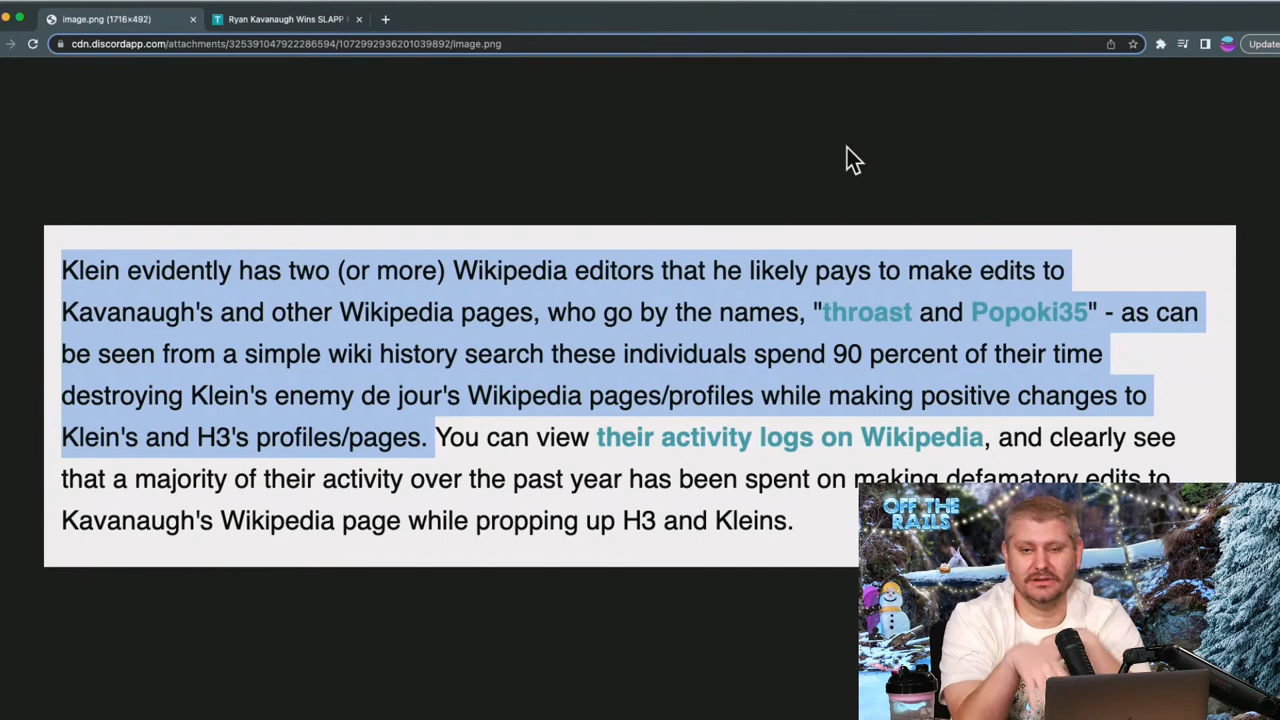 image.png (1716×492)
Ryan Kavanaugh Wins SLAPP
cdn.discordapp.com/attachments/325391047922286594/1072992936201039892/image.png
Update
Klein evidently has two (or more) Wikipedia editors that he likely pays to make edits to
Kavanaugh's and other Wikipedia pages, who go by the names, "throast and Popoki35" - as can
be seen from a simple wiki history search these individuals spend 90 percent of their time
destroying Klein's enemy de jour's Wikipedia pages/profiles while making positive changes to
Klein's and H3's profiles/pages. You can view their activity logs on Wikipedia, and clearly see
that a majority of their activity over the past year has been spent on making defamatory edits to
Kavanaugh's Wikipedia page while propping up H3 and Kleins.
OFF THE
RAILS